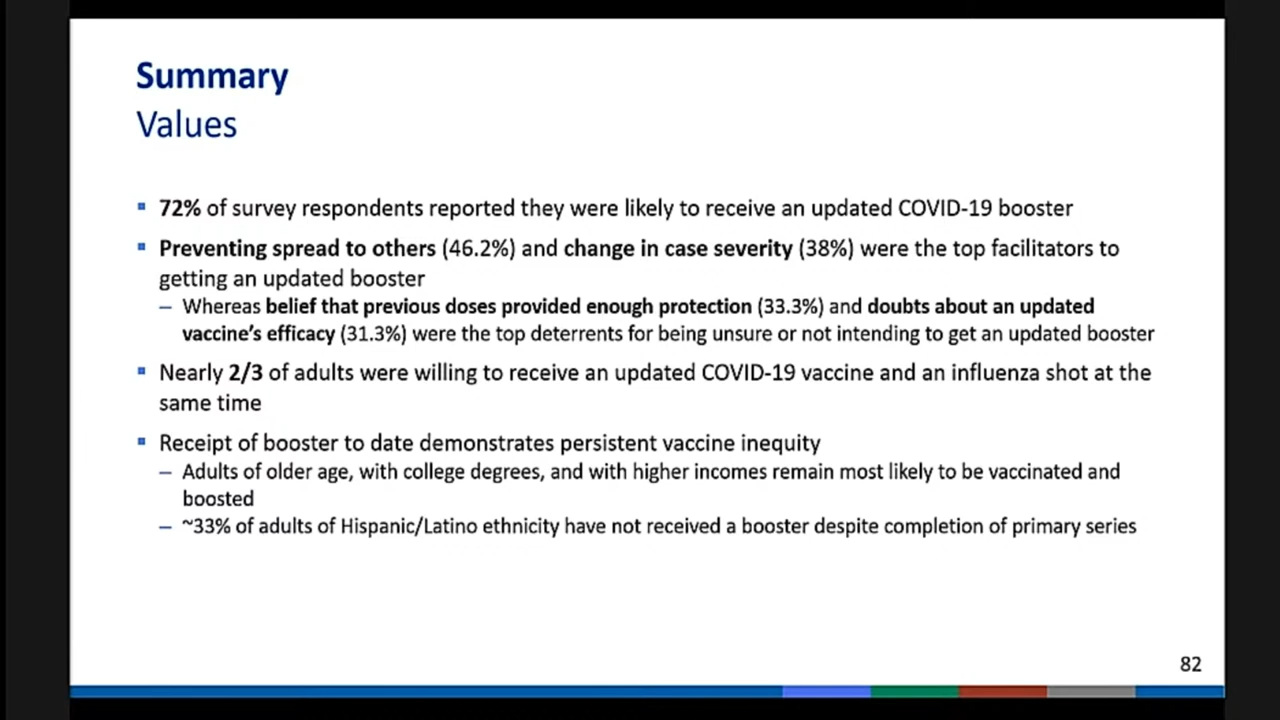 Summary
Values
▪ 72% of survey respondents reported they were likely to receive an updated COVID-19 booster
▪ Preventing spread to others (46.2%) and change in case severity (38%) were the top facilitators to
getting an updated booster
– Whereas belief that previous doses provided enough protection (33.3%) and doubts about an updated
vaccine's efficacy (31.3%) were the top deterrents for being unsure or not intending to get an updated booster
▪ Nearly 2/3 of adults were willing to receive an updated COVID-19 vaccine and an influenza shot at the
same time
▪ Receipt of booster to date demonstrates persistent vaccine inequity
– Adults of older age, with college degrees, and with higher incomes remain most likely to be vaccinated and
boosted
– ~33% of adults of Hispanic/Latino ethnicity have not received a booster despite completion of primary series
82